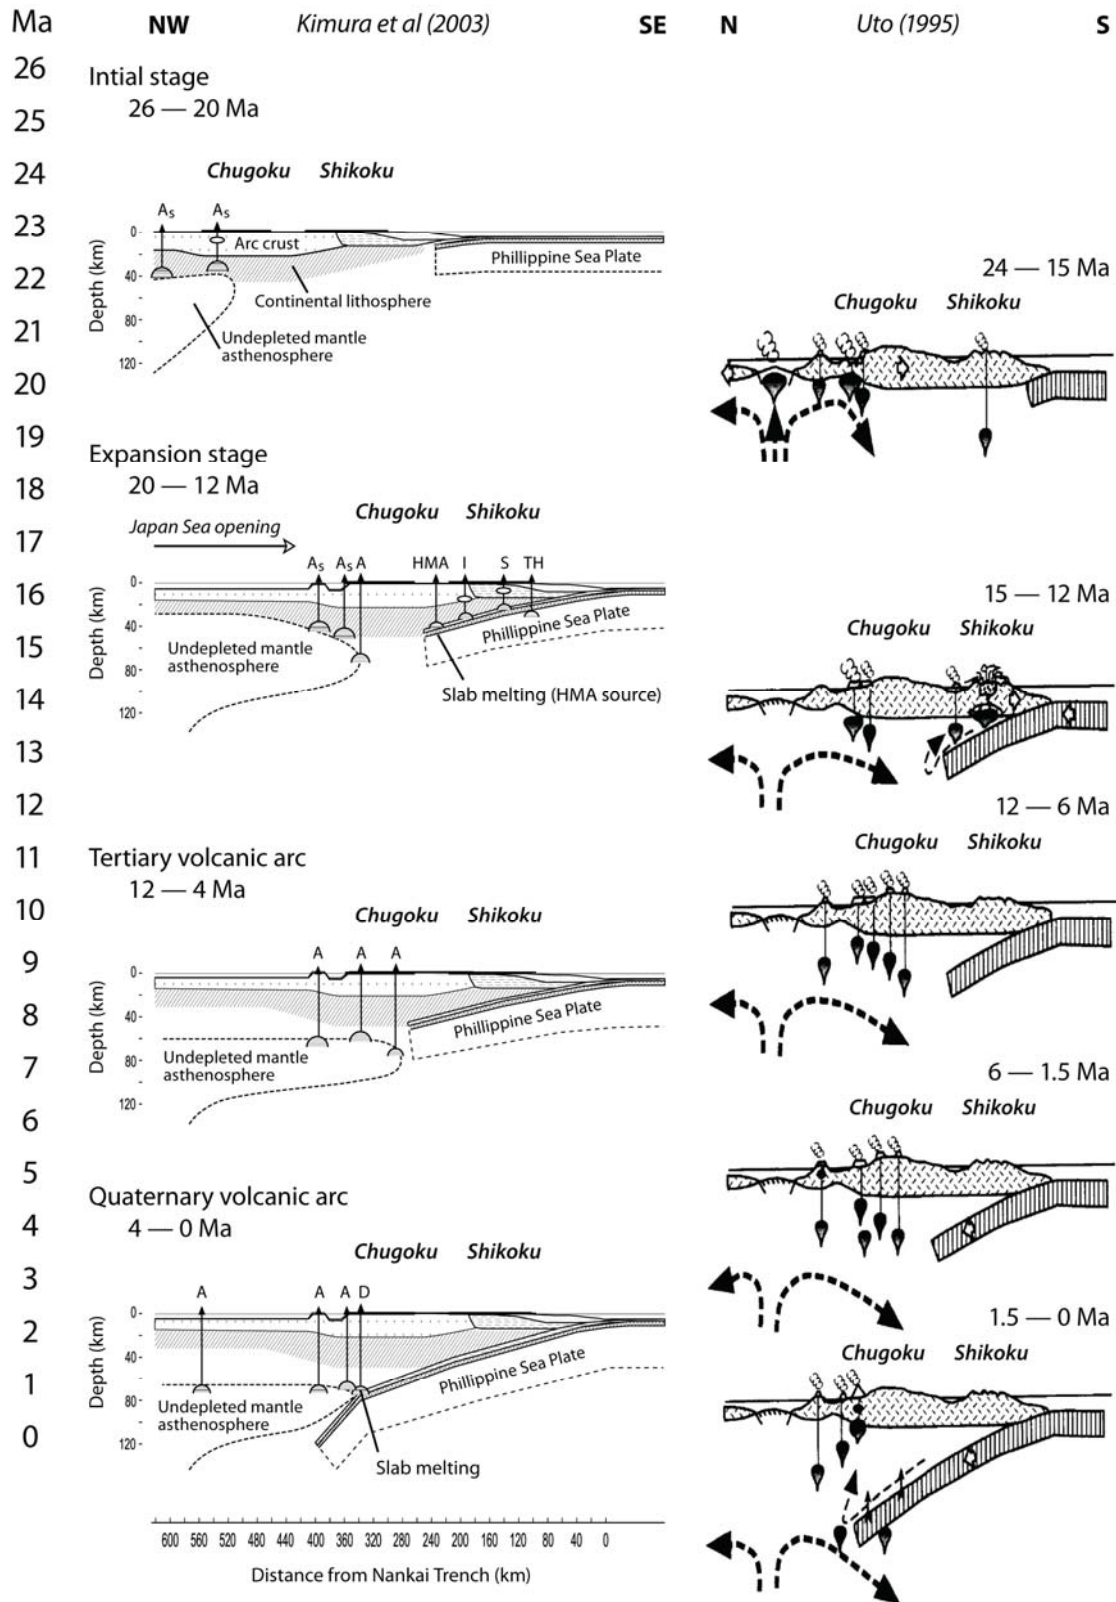 Ma
NW
Kimura et al (2003)
SE
N
Uto (1995)
S
26
25
24
23
22
21
20
19
18
17
16
15
14
13
12
11
10
9
8
7
6
5
4
3
2
1
0
Intial stage
26 — 20 Ma
Chugoku Shikoku
As As
Depth (km)
0
40
80
120
Arc crust
Phillippine Sea Plate
Continental lithosphere
Undepleted mantle
asthenosphere
Expansion stage
20 — 12 Ma
Japan Sea opening
Chugoku Shikoku
As As A HMA I S TH
Depth (km)
0
40
80
120
Undepleted mantle
asthenosphere
Phillippine Sea Plate
Slab melting (HMA source)
Tertiary volcanic arc
12 — 4 Ma
Chugoku Shikoku
A A A
Depth (km)
0
40
80
120
Undepleted mantle
asthenosphere
Phillippine Sea Plate
Quaternary volcanic arc
4 — 0 Ma
Chugoku Shikoku
A A A D
Depth (km)
0
40
80
120
Undepleted mantle
asthenosphere
Phillippine Sea Plate
Slab melting
600 560 520 480 440 400 360 320 280 240 200 160 120 80 40 0
Distance from Nankai Trench (km)
24 — 15 Ma
Chugoku Shikoku
15 — 12 Ma
Chugoku Shikoku
12 — 6 Ma
Chugoku Shikoku
6 — 1.5 Ma
Chugoku Shikoku
1.5 — 0 Ma
Chugoku Shikoku